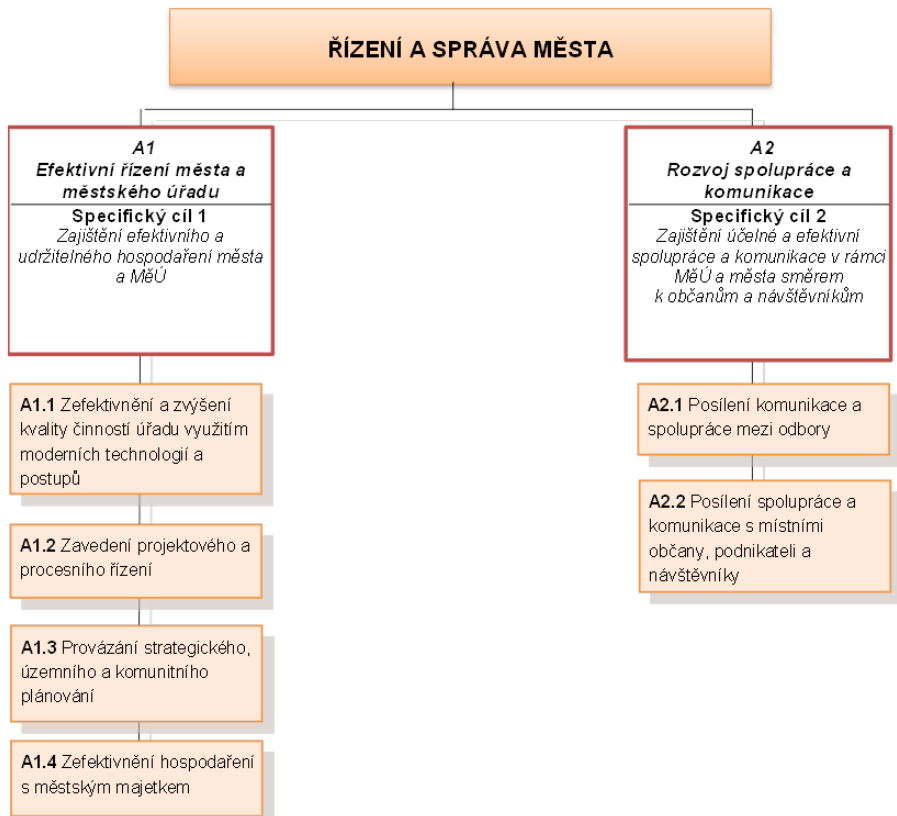 ŘÍZENÍ A SPRÁVA MĚSTA
A1
Efektivní řízení města a
městského úřadu
Specifický cíl 1
Zajištění efektivního a
udržitelného hospodaření města
a MěÚ
A1.1 Zefektivnění a zvýšení
kvality činností úřadu využitím
moderních technologií a
postupů
A1.2 Zavedení projektového a
procesního řízení
A1.3 Provázání strategického,
územního a komunitního
plánování
A1.4 Zefektivnění hospodaření
s městským majetkem
A2
Rozvoj spolupráce a
komunikace
Specifický cíl 2
Zajištění účelné a efektivní
spolupráce a komunikace v rámci
MěÚ a města směrem
k občanům a návštěvníkům
A2.1 Posílení komunikace a
spolupráce mezi odbory
A2.2 Posílení spolupráce a
komunikace s místními
občany, podnikateli a
návštěvníky